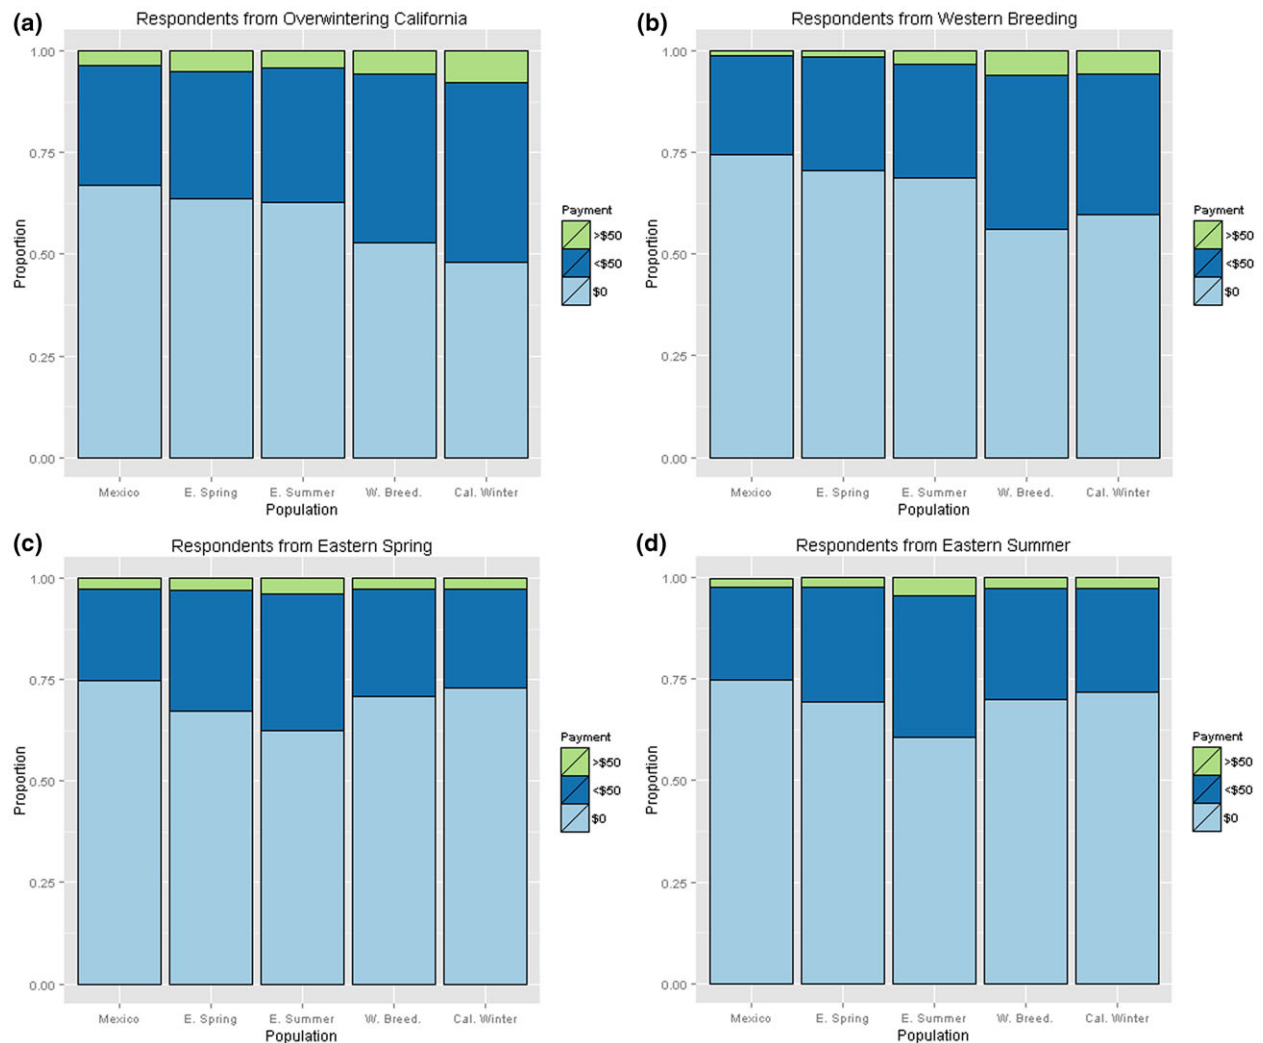 (a)
Respondents from Overwintering California
1.00
0.75
0.50
0.25
0.00
Proportion
Mexico E. Spring E. Summer W. Breed. Cal. Winter
Population
Payment
>$50
<$50
$0
(b)
Respondents from Western Breeding
1.00
0.75
0.50
0.25
0.00
Proportion
Mexico E. Spring E. Summer W. Breed. Cal. Winter
Population
Payment
>$50
<$50
$0
(c)
Respondents from Eastern Spring
1.00
0.75
0.50
0.25
0.00
Proportion
Mexico E. Spring E. Summer W. Breed. Cal. Winter
Population
Payment
>$50
<$50
$0
(d)
Respondents from Eastern Summer
1.00
0.75
0.50
0.25
0.00
Proportion
Mexico E. Spring E. Summer W. Breed. Cal. Winter
Population
Payment
>$50
<$50
$0